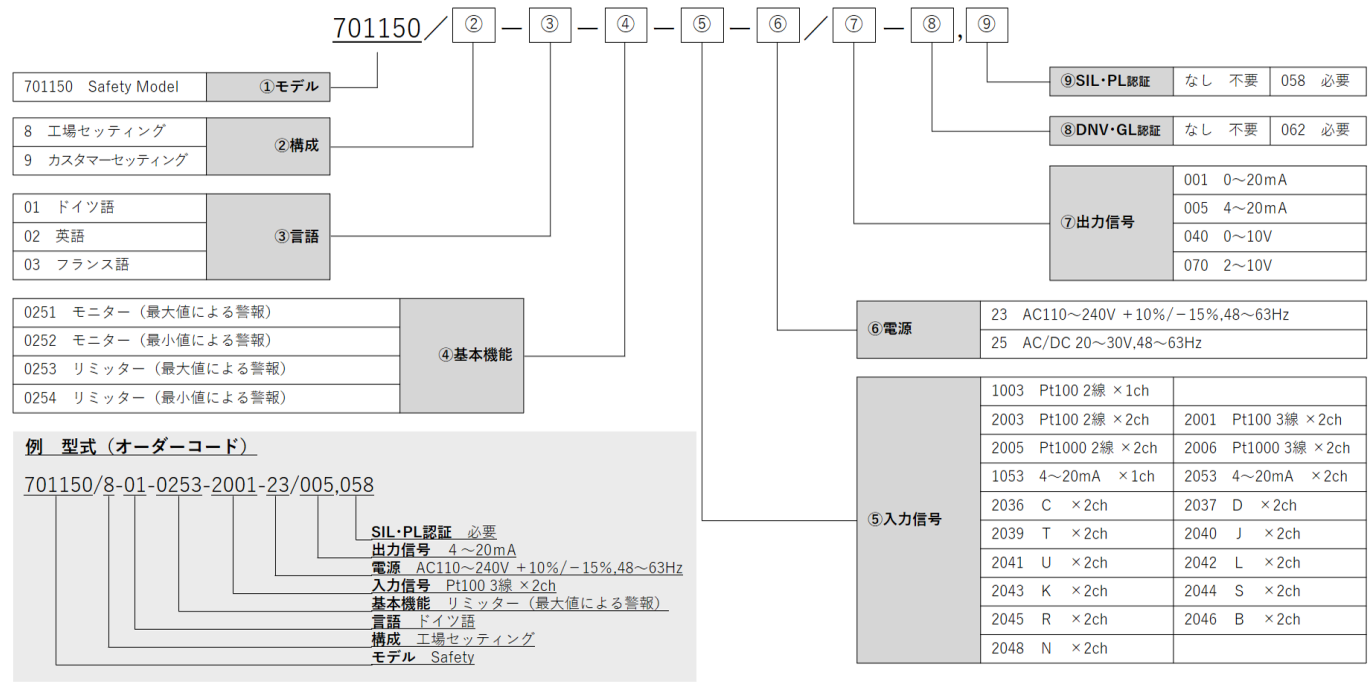 701150/②-③-④-⑤-⑥/⑦-⑧,⑨
701150 Safety Model ①モデル
8 工場セッティング
9 カスタマーセッティング
②構成
01 ドイツ語
02 英語
03 フランス語
③言語
0251 モニター（最大値による警報）
0252 モニター（最小値による警報）
0253 リミッター（最大値による警報）
0254 リミッター（最小値による警報）
④基本機能
⑨SIL・PL認証 なし 不要 058 必要
⑧DNV・GL認証 なし 不要 062 必要
⑦出力信号
001 0～20mA
005 4～20mA
040 0～10V
070 2～10V
⑥電源
23 AC110～240V +10%/-15%,48～63Hz
25 AC/DC 20～30V,48～63Hz
⑤入力信号
1003 Pt100 2線 ×1ch
2003 Pt100 2線 ×2ch 2001 Pt100 3線 ×2ch
2005 Pt1000 2線 ×2ch 2006 Pt1000 3線 ×2ch
1053 4～20mA ×1ch 2053 4～20mA ×2ch
2036 C ×2ch 2037 D ×2ch
2039 T ×2ch 2040 J ×2ch
2041 U ×2ch 2042 L ×2ch
2043 K ×2ch 2044 S ×2ch
2045 R ×2ch 2046 B ×2ch
2048 N ×2ch
例 型式（オーダーコード）
701150/8-01-0253-2001-23/005,058
SIL・PL認証 必要
出力信号 4～20mA
電源 AC110～240V +10%/-15%,48～63Hz
入力信号 Pt100 3線 ×2ch
基本機能 リミッター（最大値による警報）
言語 ドイツ語
構成 工場セッティング
モデル Safety